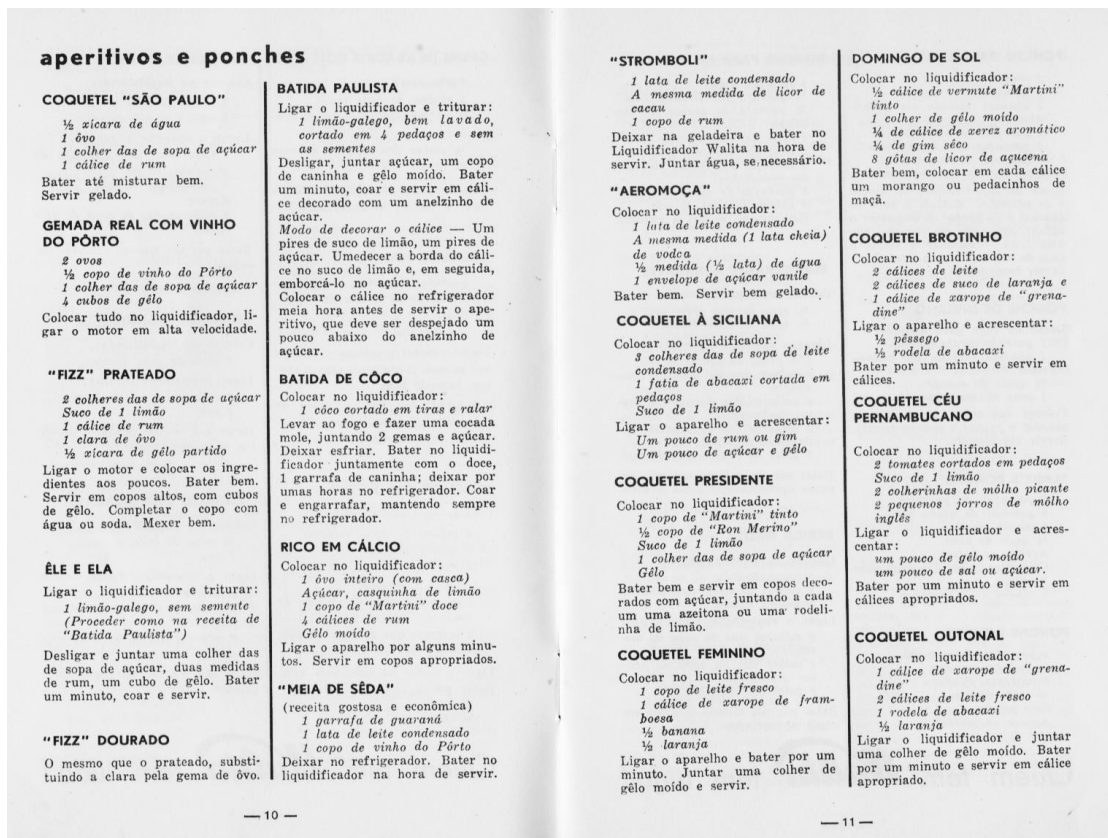 aperitivos e ponches
COQUETEL "SÃO PAULO"
½ xícara de água
1 ôvo
1 colher das de sopa de açúcar
1 cálice de rum
Bater até misturar bem.
Servir gelado.
GEMADA REAL COM VINHO
DO PÔRTO
2 ovos
½ copo de vinho do Pôrto
1 colher das de sopa de açúcar
4 cubos de gêlo
Colocar tudo no liquidificador, li-
gar o motor em alta velocidade.
"FIZZ" PRATEADO
2 colheres das de sopa de açúcar
Suco de 1 limão
1 cálice de rum
1 clara de ôvo
½ xícara de gêlo partido
Ligar o motor e colocar os ingre-
dientes aos poucos. Bater bem.
Servir em copos altos, com cubos
de gêlo. Completar o copo com
água ou soda. Mexer bem.
ÊLE E ELA
Ligar o liquidificador e triturar:
1 limão-galego, sem semente
(Proceder como na receita de
"Batida Paulista")
Desligar e juntar uma colher das
de sopa de açúcar, duas medidas
de rum, um cubo de gêlo. Bater
um minuto, coar e servir.
"FIZZ" DOURADO
O mesmo que o prateado, substi-
tuindo a clara pela gema de ôvo.
BATIDA PAULISTA
Ligar o liquidificador e triturar:
1 limão-galego, bem lavado,
cortado em 4 pedaços e sem
as sementes
Desligar, juntar açúcar, um copo
de caninha e gêlo moído. Bater
um minuto, coar e servir em cáli-
ce decorado com um anelzinho de
açúcar.
Modo de decorar o cálice — Um
pires de suco de limão, um pires de
açúcar. Umedecer a borda do cáli-
ce no suco de limão e, em seguida,
emborcá-lo no açúcar.
Colocar o cálice no refrigerador
meia hora antes de servir o ape-
ritivo, que deve ser despejado um
pouco abaixo do anelzinho de
açúcar.
BATIDA DE CÔCO
Colocar no liquidificador:
1 côco cortado em tiras e ralar
Levar ao fogo e fazer uma cocada
mole, juntando 2 gemas e açúcar.
Deixar esfriar. Bater no liquidi-
ficador juntamente com o doce,
1 garrafa de caninha; deixar por
umas horas no refrigerador. Coar
e engarrafar, mantendo sempre
no refrigerador.
RICO EM CÁLCIO
Colocar no liquidificador:
1 ôvo inteiro (com casca)
Açúcar, casquinha de limão
1 copo de "Martini" doce
4 cálices de rum
Gêlo moído
Ligar o aparelho por alguns minu-
tos. Servir em copos apropriados.
"MEIA DE SÊDA"
(receita gostosa e econômica)
1 garrafa de guaraná
1 lata de leite condensado
1 copo de vinho do Pôrto
Deixar no refrigerador. Bater no
liquidificador na hora de servir.
— 10 —
"STROMBOLI"
1 lata de leite condensado
A mesma medida de licor de
cacau
1 copo de rum
Deixar na geladeira e bater no
Liquidificador Walita na hora de
servir. Juntar água, se necessário.
"AEROMOÇA"
Colocar no liquidificador:
1 lata de leite condensado
A mesma medida (1 lata cheia)
de vodca
½ medida (½ lata) de água
1 envelope de açúcar vanile
Bater bem. Servir bem gelado.
COQUETEL À SICILIANA
Colocar no liquidificador:
3 colheres das de sopa de leite
condensado
1 fatia de abacaxi cortada em
pedaços
Suco de 1 limão
Ligar o aparelho e acrescentar:
Um pouco de rum ou gim
Um pouco de açúcar e gêlo
COQUETEL PRESIDENTE
Colocar no liquidificador:
1 copo de "Martini" tinto
½ copo de "Ron Merino"
Suco de 1 limão
1 colher das de sopa de açúcar
Gêlo
Bater bem e servir em copos deco-
rados com açúcar, juntando a cada
um uma azeitona ou uma rodeli-
nha de limão.
COQUETEL FEMININO
Colocar no liquidificador:
1 copo de leite fresco
1 cálice de xarope de fram-
boesa
½ banana
½ laranja
Ligar o aparelho e bater por um
minuto. Juntar uma colher de
gêlo moído e servir.
DOMINGO DE SOL
Colocar no liquidificador:
½ cálice de vermute "Martini"
tinto
1 colher de gêlo moído
¼ de cálice de xerez aromático
¼ de gim sêco
8 gôtas de licor de açucena
Bater bem, colocar em cada cálice
um morango ou pedacinhos de
maçã.
COQUETEL BROTINHO
Colocar no liquidificador:
2 cálices de leite
2 cálices de suco de laranja e
1 cálice de xarope de "grena-
dine"
Ligar o aparelho e acrescentar:
½ pêssego
½ rodela de abacaxi
Bater por um minuto e servir em
cálices.
COQUETEL CÉU
PERNAMBUCANO
Colocar no liquidificador:
2 tomates cortados em pedaços
Suco de 1 limão
2 colherinhas de môlho picante
2 pequenos jorros de môlho
inglês
Ligar o liquidificador e acres-
centar:
um pouco de gêlo moído
um pouco de sal ou açúcar.
Bater por um minuto e servir em
cálices apropriados.
COQUETEL OUTONAL
Colocar no liquidificador:
1 cálice de xarope de "grena-
dine"
2 cálices de leite fresco
1 rodela de abacaxi
½ laranja
Ligar o liquidificador e juntar
uma colher de gêlo moído. Bater
por um minuto e servir em cálice
apropriado.
— 11 —